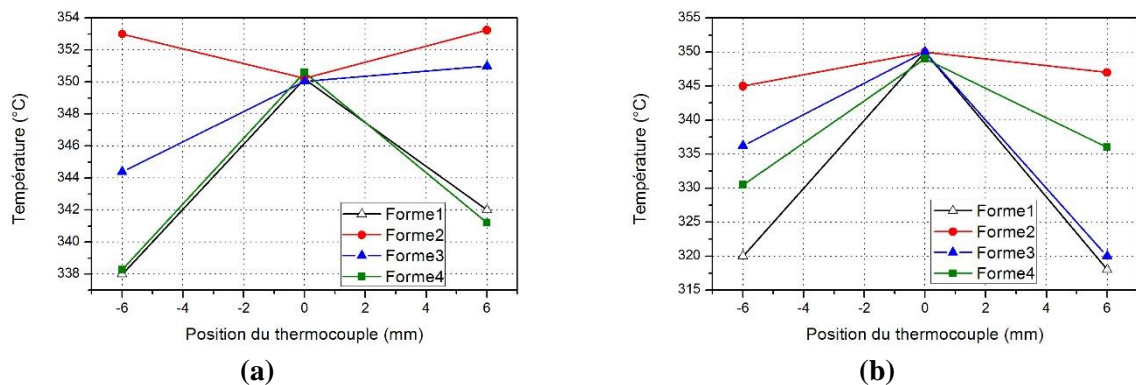 354
352
350
348
346
344
342
340
338
Température (°C)
-6 -4 -2 0 2 4 6
Position du thermocouple (mm)
Forme1
Forme2
Forme3
Forme4
(a)
355
350
345
340
335
330
325
320
315
Température (°C)
-6 -4 -2 0 2 4 6
Position du thermocouple (mm)
Forme1
Forme2
Forme3
Forme4
(b)